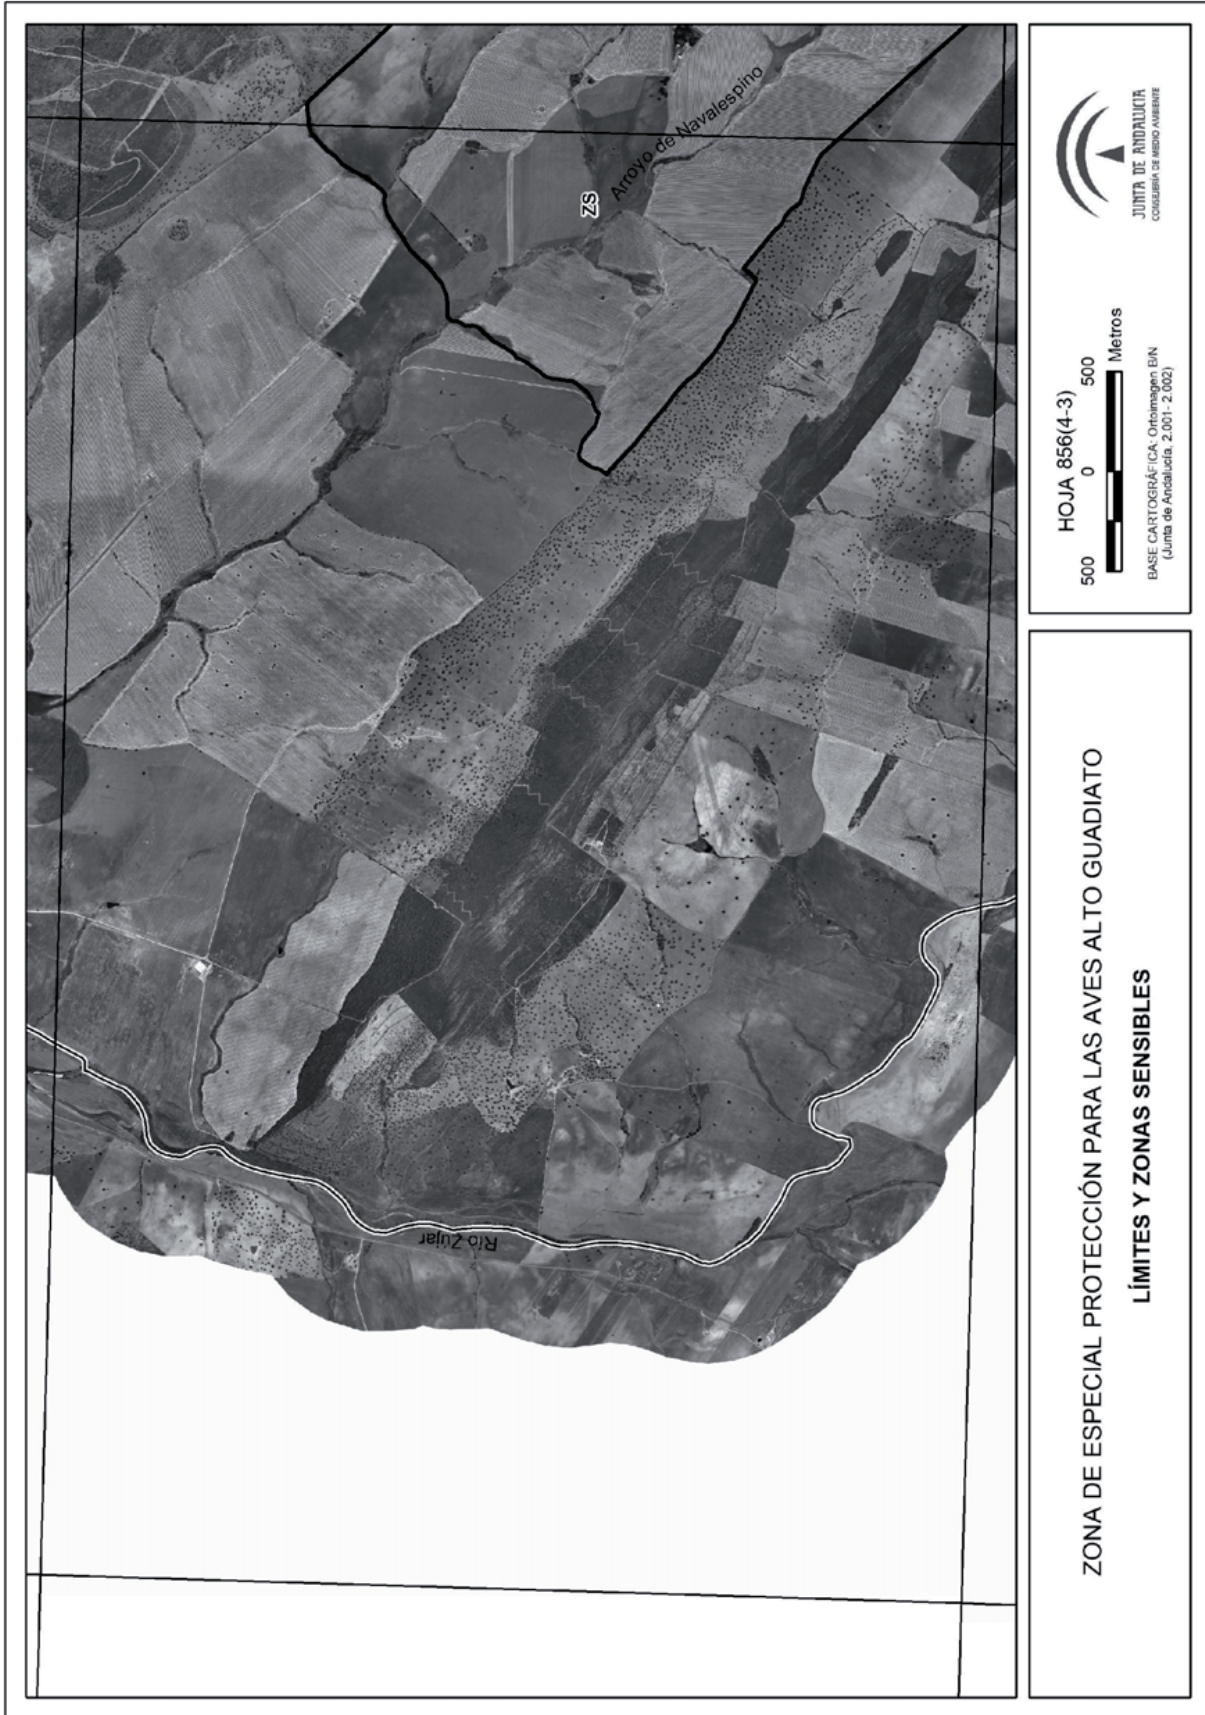 Arroyo de Navalespino
ZS
Río Zújar
ZONA DE ESPECIAL PROTECCIÓN PARA LAS AVES ALTO GUADIATO
LÍMITES Y ZONAS SENSIBLES
HOJA 856(4-3)
500 0 500
Metros
BASE CARTOGRÁFICA: Ortoimagen B/N
(Junta de Andalucía, 2.001- 2.002)
JUNTA DE ANDALUCIA
CONSEJERÍA DE MEDIO AMBIENTE